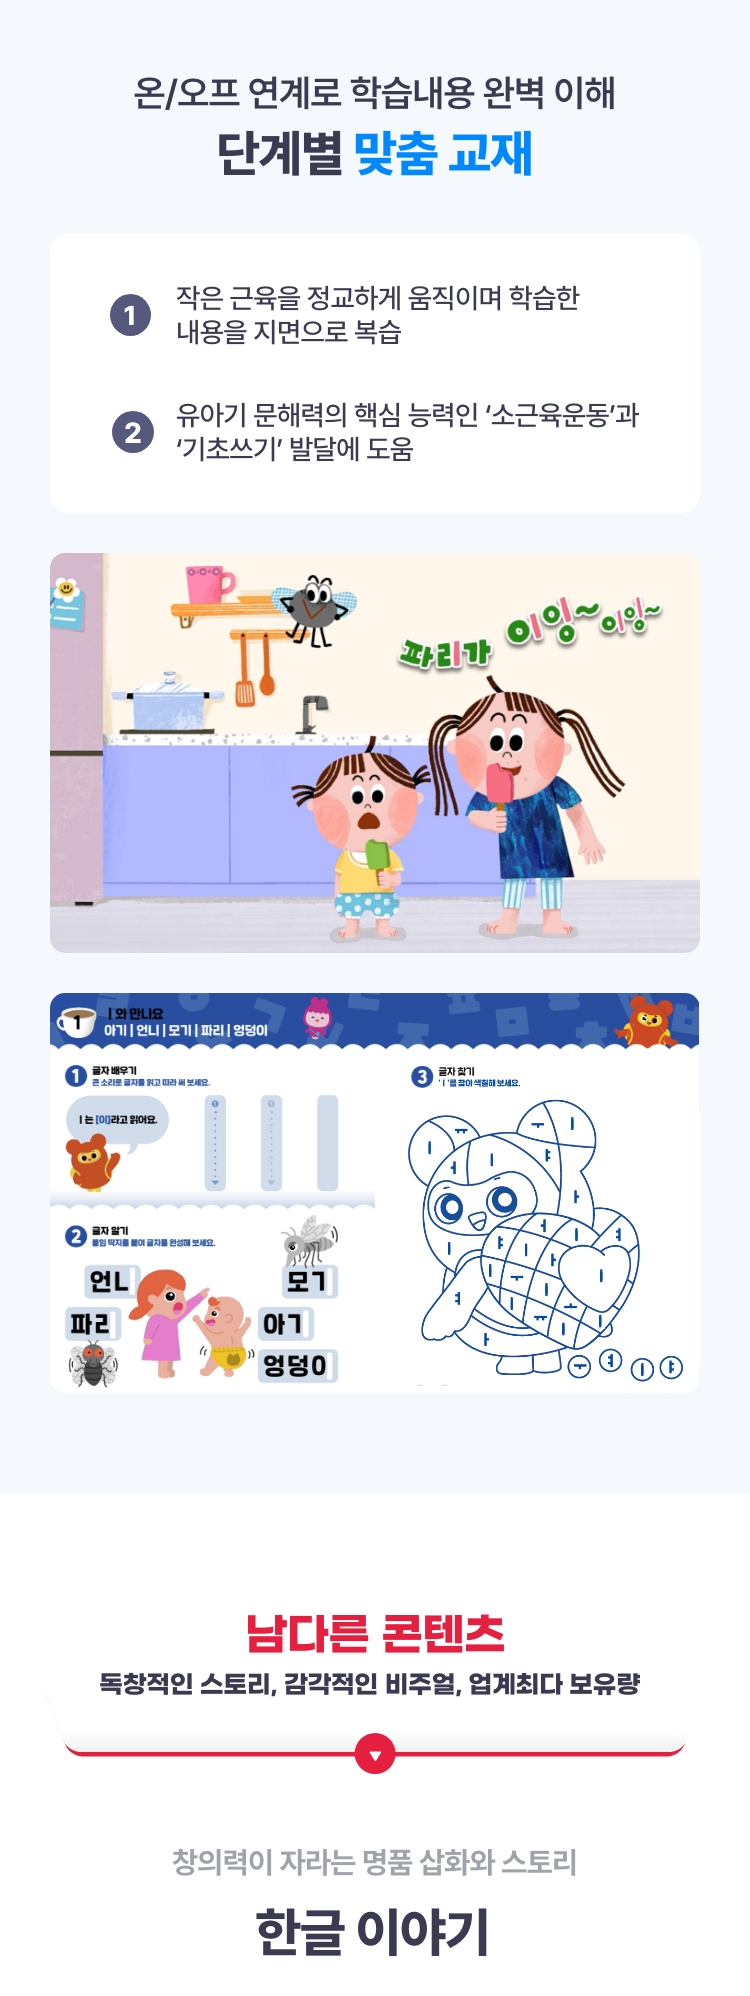 온/오프 연계로 학습내용 완벽 이해
단계별 맞춤 교재
1
작은 근육을 정교하게 움직이며 학습한
내용을 지면으로 복습
2
유아기 문해력의 핵심 능력인 ‘소근육운동’과
‘기초쓰기’ 발달에 도움
파리가 이잉~ 이잉~
1
ㅣ와 만나요
아기 | 언니 | 모기 | 파리 | 엉덩이
1 글자 배우기
큰 소리로 글자를 읽고 따라 써 보세요.
ㅣ는 [이]라고 읽어요.
2 글자 알기
붙임 딱지를 붙여 글자를 완성해 보세요.
언ㄴ
모ㄱ
파ㄹ
아ㄱ
엉덩ㅇ
3 글자 찾기
'ㅣ'를 찾아 색칠해 보세요.
ㅜ ㅕ ㅣ ㅑ
남다른 콘텐츠
독창적인 스토리, 감각적인 비주얼, 업계최다 보유량
창의력이 자라는 명품 삽화와 스토리
한글 이야기